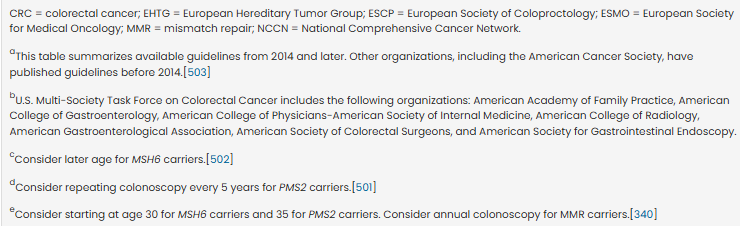 CRC = colorectal cancer; EHTG = European Hereditary Tumor Group; ESCP = European Society of Coloproctology; ESMO = European Society
for Medical Oncology; MMR = mismatch repair; NCCN = National Comprehensive Cancer Network.
aThis table summarizes available guidelines from 2014 and later. Other organizations, including the American Cancer Society, have
published guidelines before 2014.[503]
bU.S. Multi-Society Task Force on Colorectal Cancer includes the following organizations: American Academy of Family Practice, American
College of Gastroenterology, American College of Physicians-American Society of Internal Medicine, American College of Radiology,
American Gastroenterological Association, American Society of Colorectal Surgeons, and American Society for Gastrointestinal Endoscopy.
cConsider later age for MSH6 carriers.[502]
dConsider repeating colonoscopy every 5 years for PMS2 carriers.[501]
eConsider starting at age 30 for MSH6 carriers and 35 for PMS2 carriers. Consider annual colonoscopy for MMR carriers.[340]